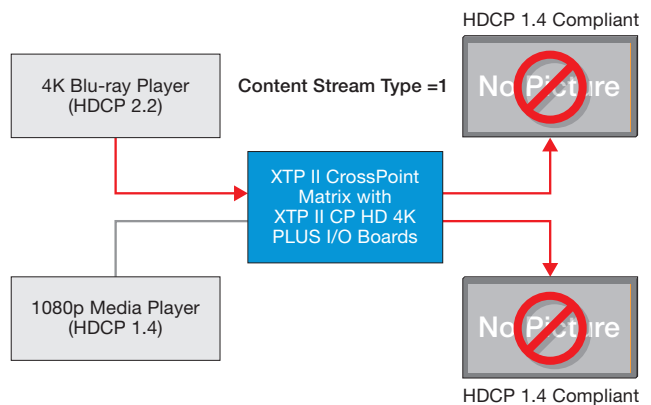 HDCP 1.4 Compliant
4K Blu-ray Player
(HDCP 2.2)
Content Stream Type =1
No Picture
XTP II CrossPoint
Matrix with
XTP II CP HD 4K
PLUS I/O Boards
1080p Media Player
(HDCP 1.4)
No Picture
HDCP 1.4 Compliant